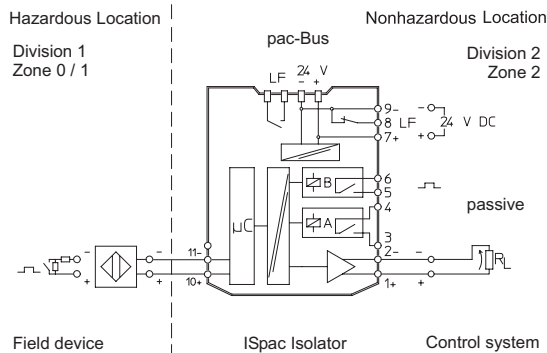 Hazardous Location
Nonhazardous Location
Division 1
Zone 0 / 1
pac-Bus
Division 2
Zone 2
LF 24 V
- +
9-
8 LF
7+
-
+
24 V DC
B
6
5
4
A
3
passive
µC
11-
10+
2-
1+
-
+
-
+
-
+
RL
Field device
ISpac Isolator
Control system